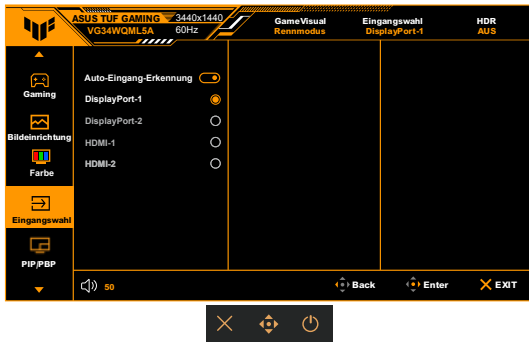 ASUS TUF GAMING 3440x1440
VG34WQML5A 60Hz
GameVisual
Rennmodus
Eingangswahl
DisplayPort-1
HDR
AUS
Gaming
Bildeinrichtung
Farbe
Eingangswahl
PIP/PBP
Auto-Eingang-Erkennung
DisplayPort-1
DisplayPort-2
HDMI-1
HDMI-2
50
Back
Enter
EXIT